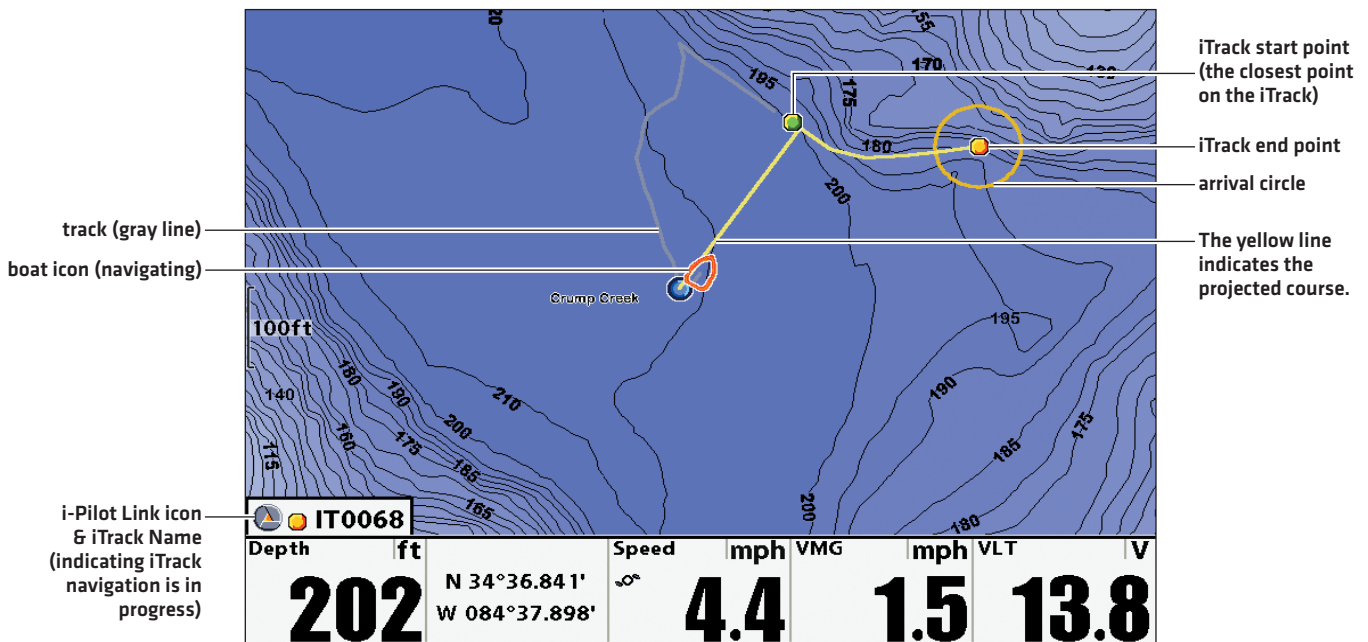 iTrack start point
(the closest point
on the iTrack)
iTrack end point
arrival circle
The yellow line
indicates the
projected course.
track (gray line)
boat icon (navigating)
i-Pilot Link icon
& iTrack Name
(indicating iTrack
navigation is in
progress)
155
170
130
195
175
180
200
Crump Creek
100ft
195
190
185
175
180
200
210
180
190
200
140
175
160
185
115
165
IT0068
Depth ft
202
N 34°36.841'
W 084°37.898'
Speed mph
4.4
VMG mph
1.5
VLT V
13.8